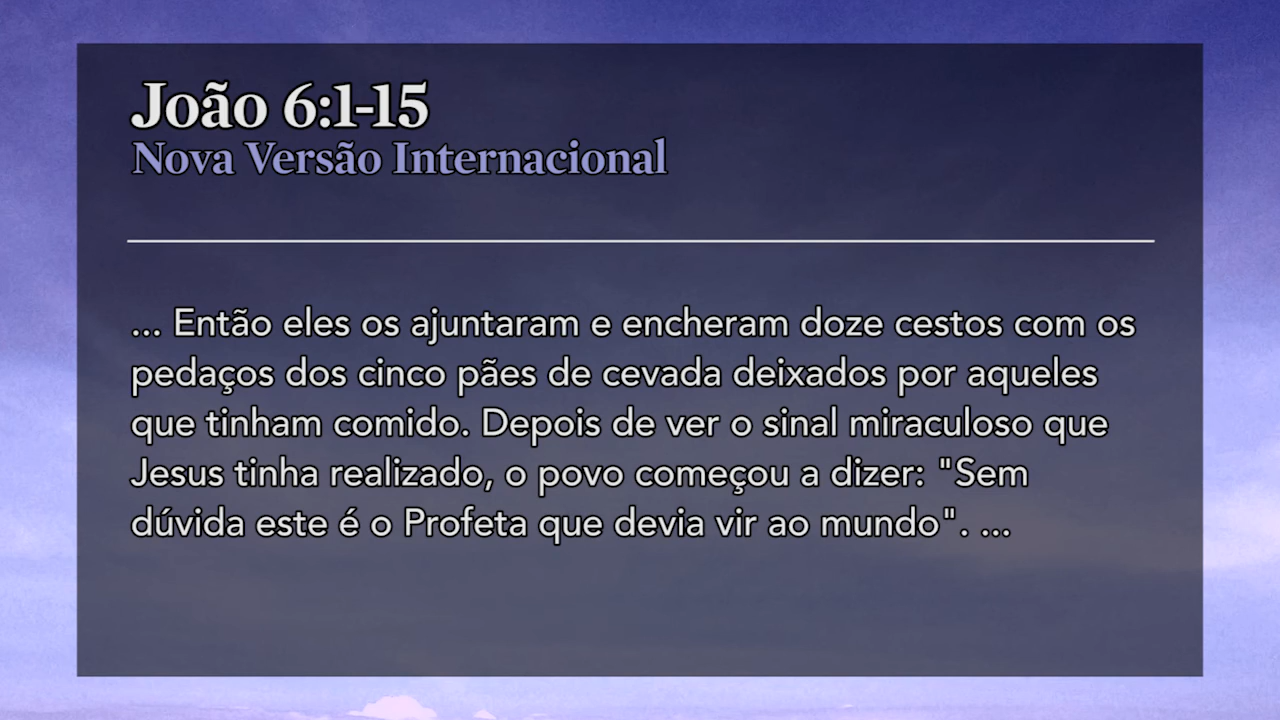 João 6:1-15
Nova Versão Internacional
... Então eles os ajuntaram e encheram doze cestos com os
pedaços dos cinco pães de cevada deixados por aqueles
que tinham comido. Depois de ver o sinal miraculoso que
Jesus tinha realizado, o povo começou a dizer: "Sem
dúvida este é o Profeta que devia vir ao mundo". ...